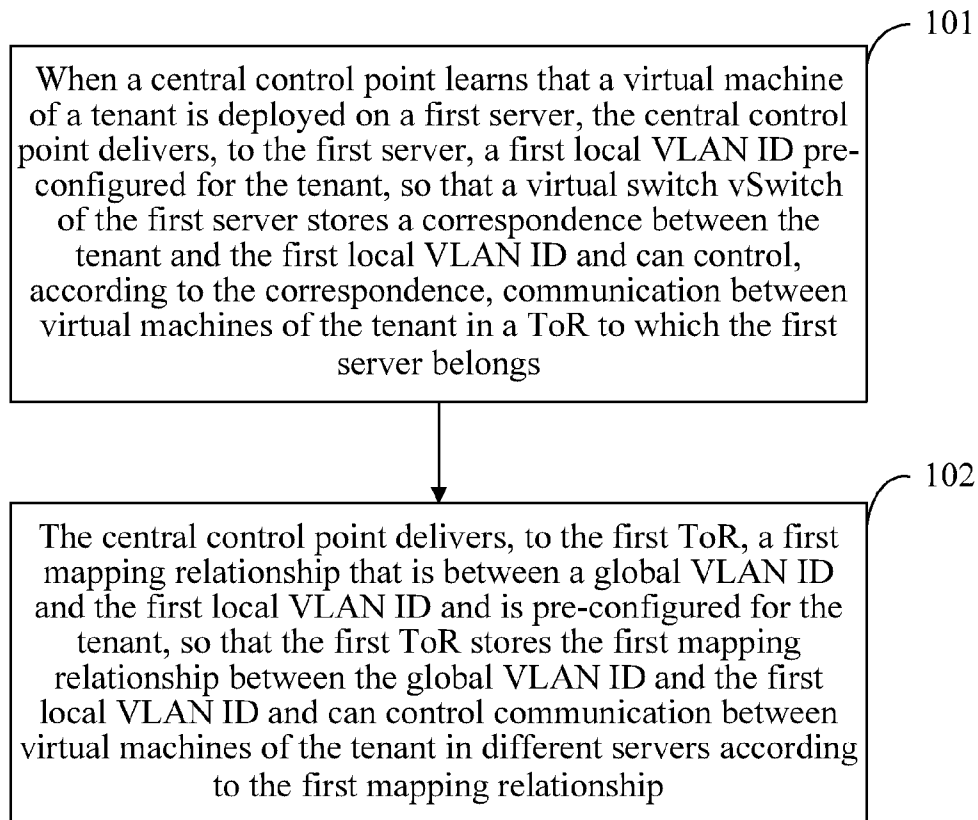 101
When a central control point learns that a virtual machine
of a tenant is deployed on a first server, the central control
point delivers, to the first server, a first local VLAN ID pre-
configured for the tenant, so that a virtual switch vSwitch
of the first server stores a correspondence between the
tenant and the first local VLAN ID and can control,
according to the correspondence, communication between
virtual machines of the tenant in a ToR to which the first
server belongs
102
The central control point delivers, to the first ToR, a first
mapping relationship that is between a global VLAN ID
and the first local VLAN ID and is pre-configured for the
tenant, so that the first ToR stores the first mapping
relationship between the global VLAN ID and the first
local VLAN ID and can control communication between
virtual machines of the tenant in different servers according
to the first mapping relationship